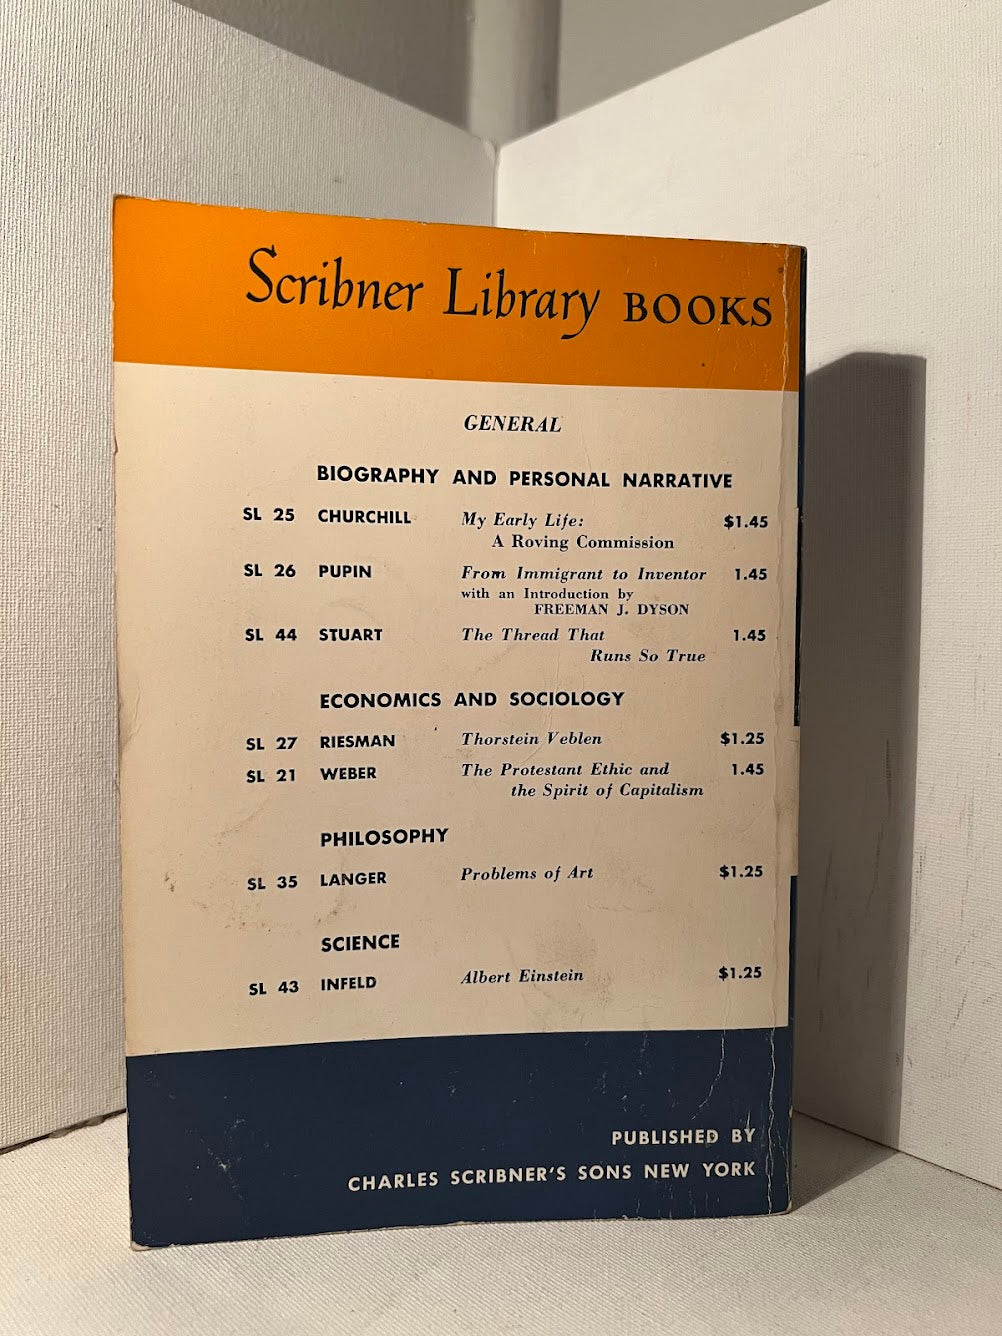 Scribner Library BOOKS
GENERAL
BIOGRAPHY AND PERSONAL NARRATIVE
SL 25 CHURCHILL My Early Life: $1.45
A Roving Commission
SL 26 PUPIN From Immigrant to Inventor 1.45
with an Introduction by
FREEMAN J. DYSON
SL 44 STUART The Thread That 1.45
Runs So True
ECONOMICS AND SOCIOLOGY
SL 27 RIESMAN Thorstein Veblen $1.25
SL 21 WEBER The Protestant Ethic and 1.45
the Spirit of Capitalism
PHILOSOPHY
SL 35 LANGER Problems of Art $1.25
SCIENCE
SL 43 INFELD Albert Einstein $1.25
PUBLISHED BY
CHARLES SCRIBNER'S SONS NEW YORK